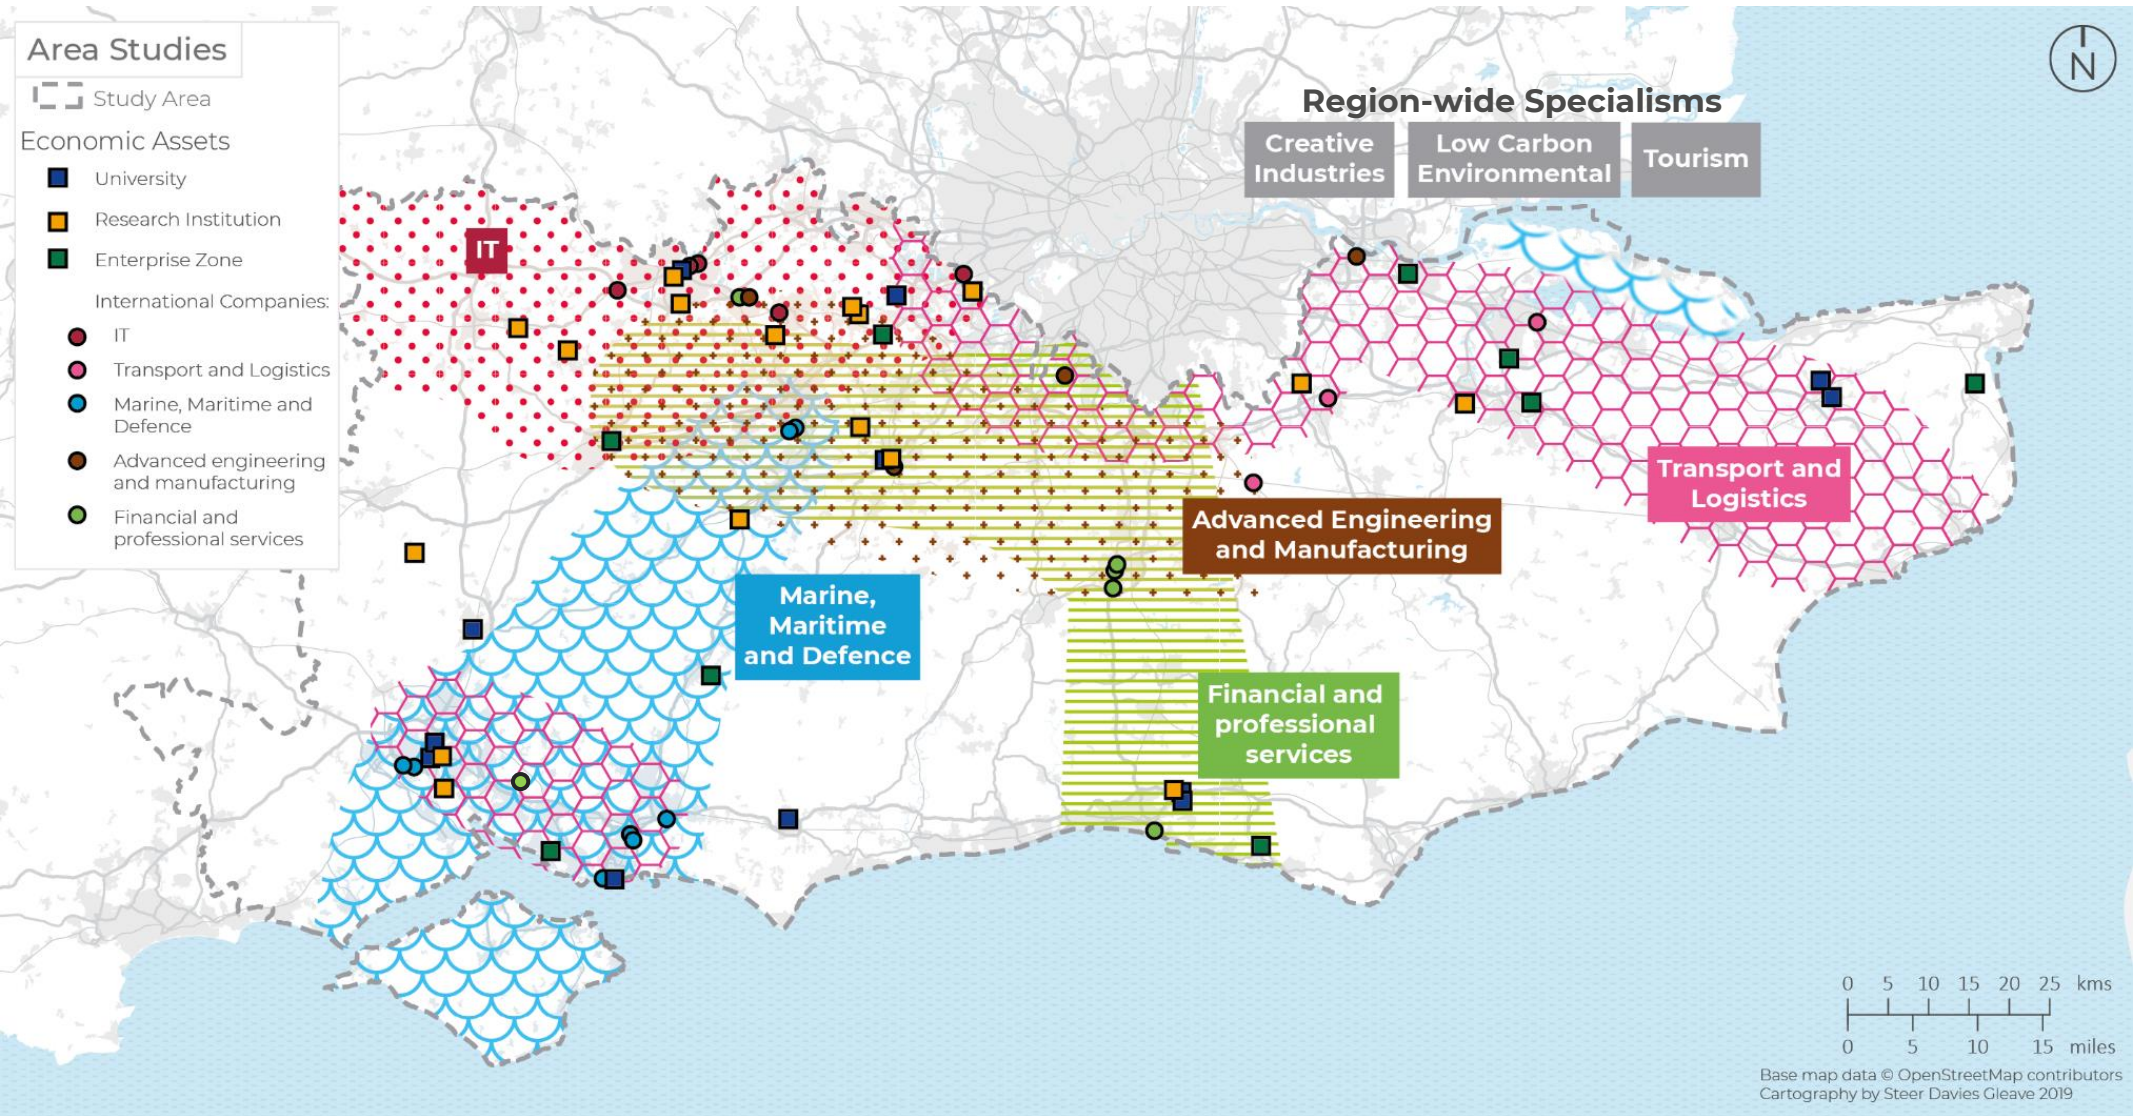 Area Studies
Study Area
Economic Assets
University
Research Institution
Enterprise Zone
International Companies:
IT
Transport and Logistics
Marine, Maritime and
Defence
Advanced engineering
and manufacturing
Financial and
professional services
N
Region-wide Specialisms
Creative
Industries
Low Carbon
Environmental
Tourism
IT
Transport and
Logistics
Advanced Engineering
and Manufacturing
Marine,
Maritime
and Defence
Financial and
professional
services
0 5 10 15 20 25 kms
0 5 10 15 miles
Base map data © OpenStreetMap contributors
Cartography by Steer Davies Gleave 2019